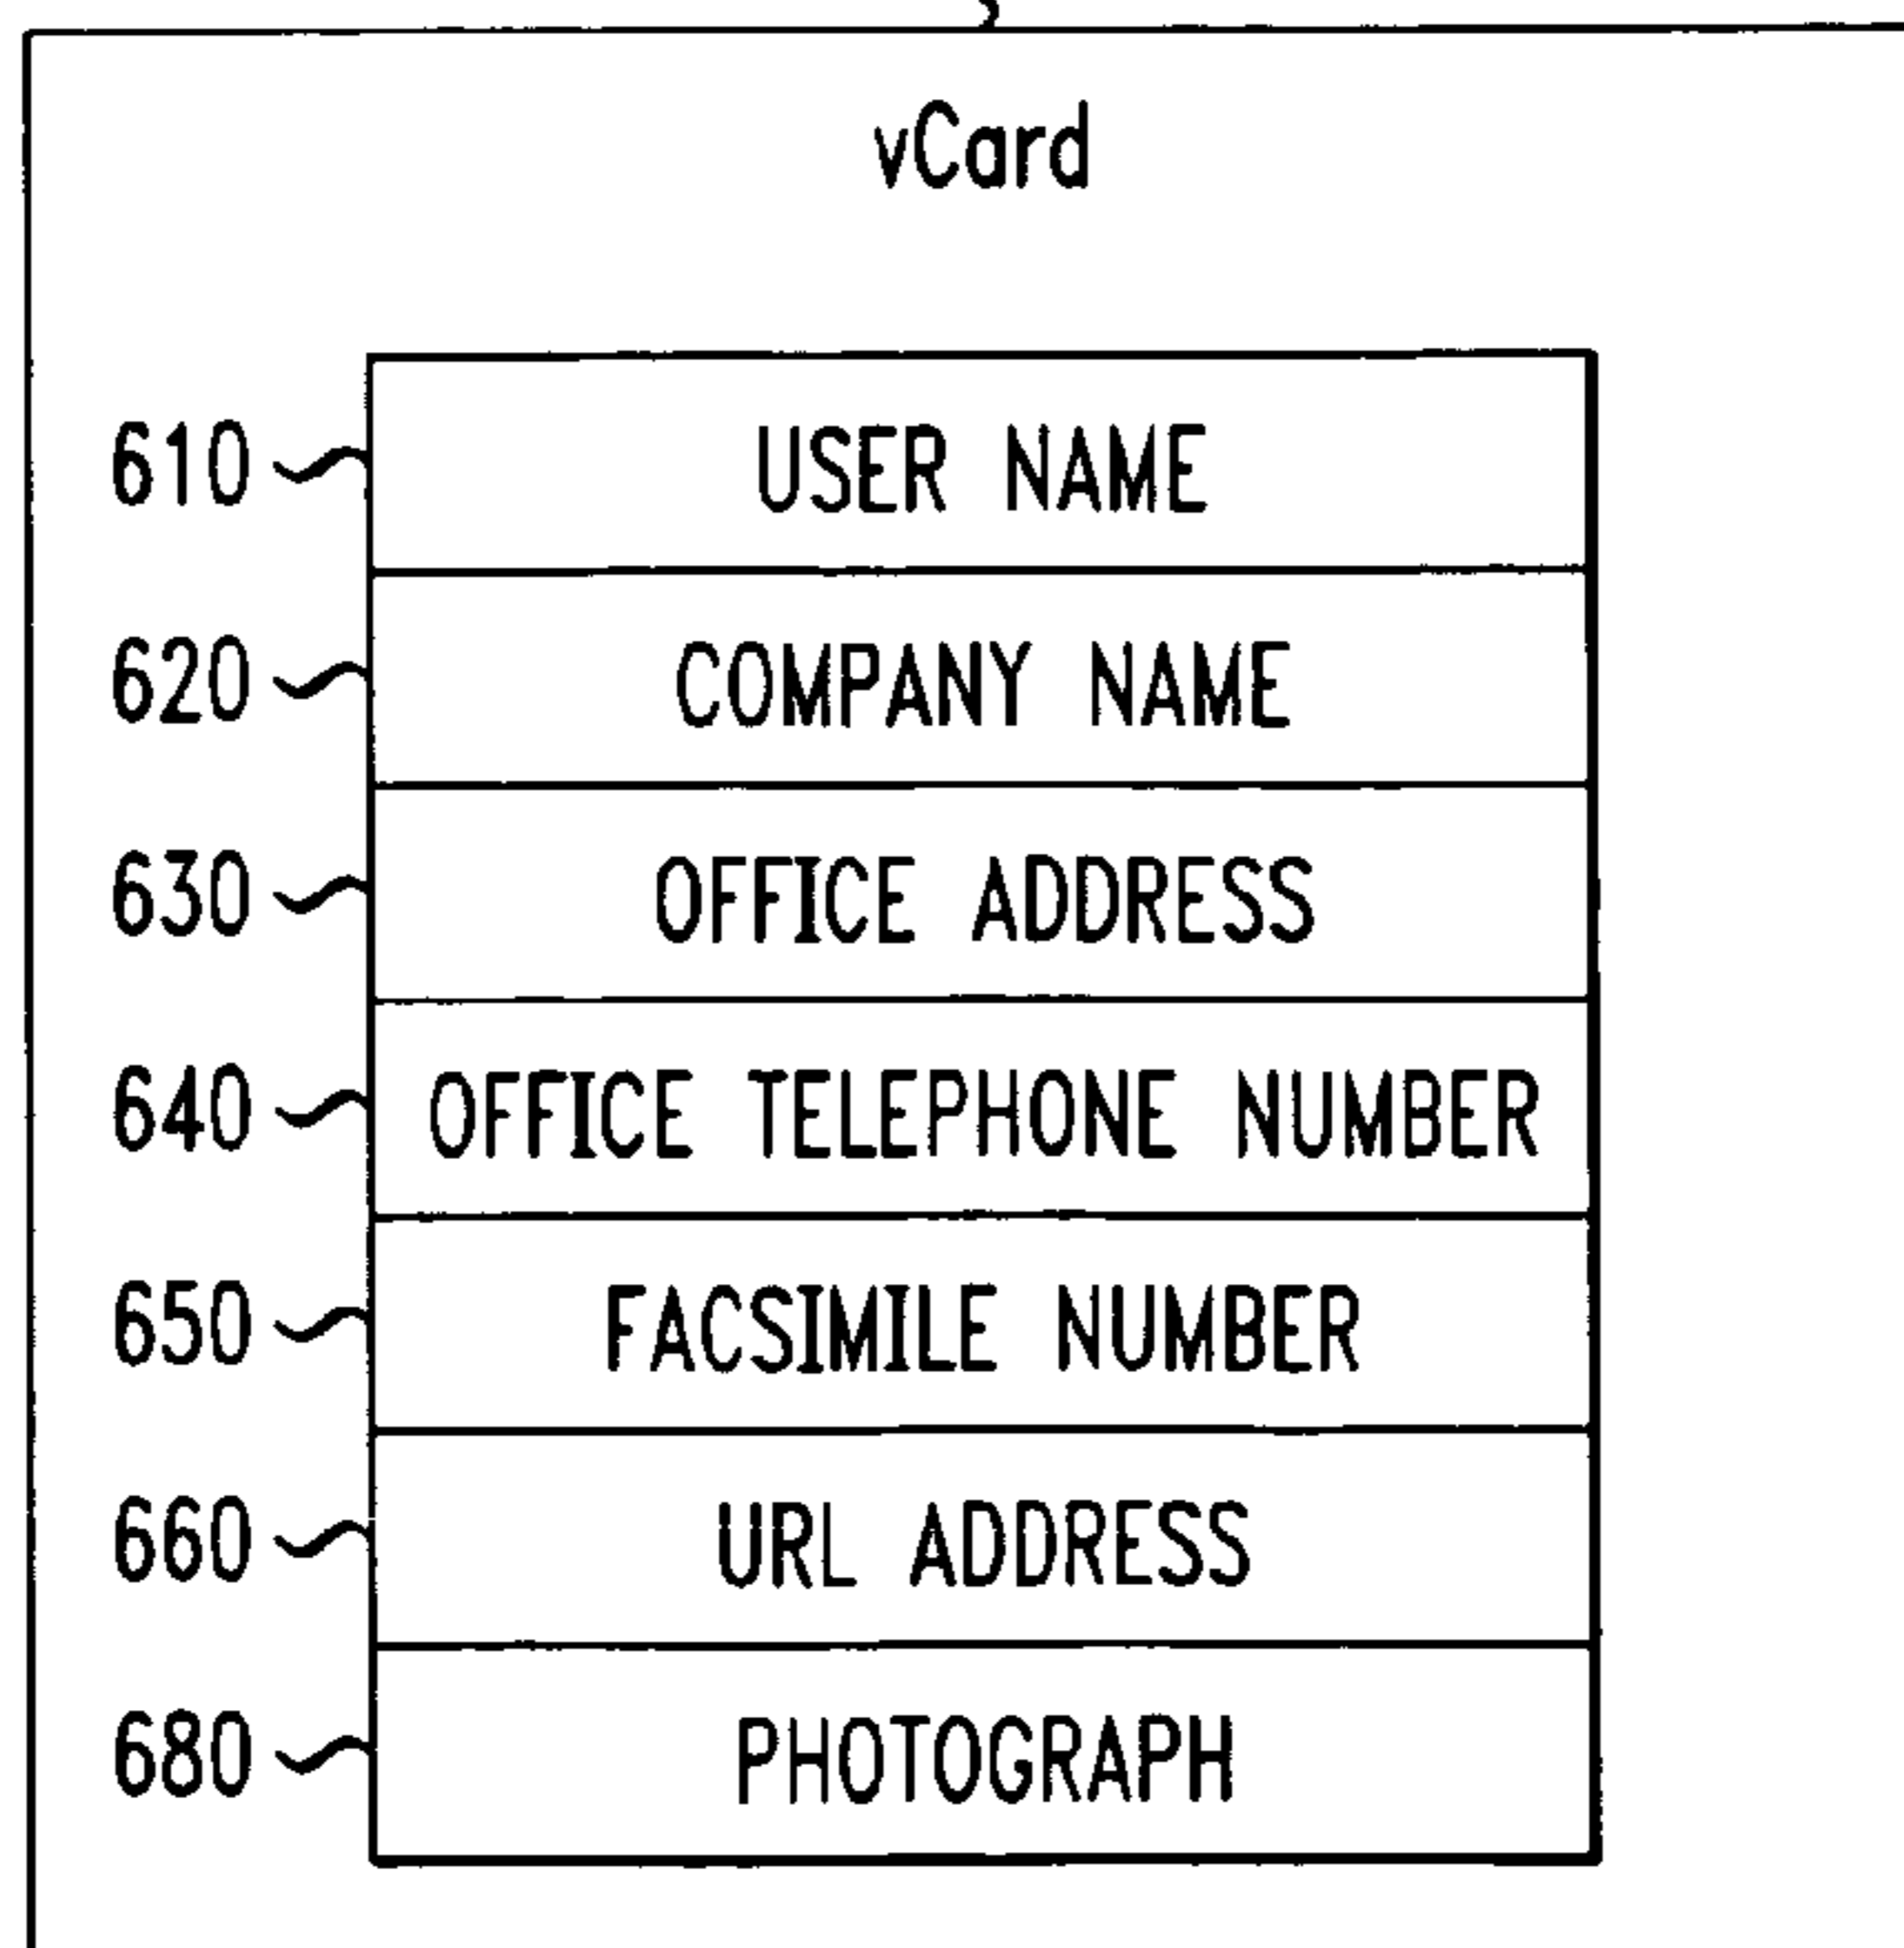 vCard
610 USER NAME
620 COMPANY NAME
630 OFFICE ADDRESS
640 OFFICE TELEPHONE NUMBER
650 FACSIMILE NUMBER
660 URL ADDRESS
680 PHOTOGRAPH